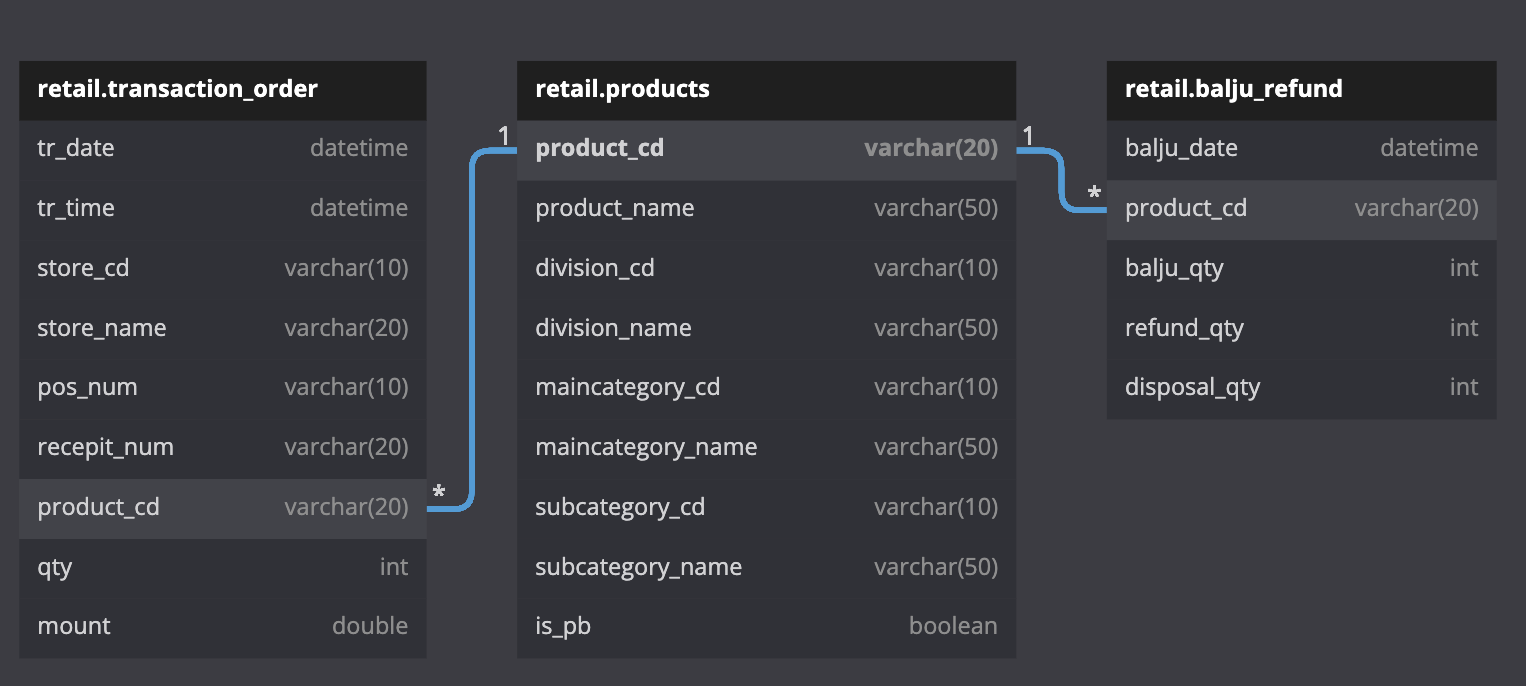 retail.transaction_order
tr_date datetime
tr_time datetime
store_cd varchar(10)
store_name varchar(20)
pos_num varchar(10)
recepit_num varchar(20)
product_cd varchar(20)
*
qty int
mount double
retail.products
1
product_cd varchar(20)
1
product_name varchar(50)
division_cd varchar(10)
division_name varchar(50)
maincategory_cd varchar(10)
maincategory_name varchar(50)
subcategory_cd varchar(10)
subcategory_name varchar(50)
is_pb boolean
retail.balju_refund
balju_date datetime
*
product_cd varchar(20)
balju_qty int
refund_qty int
disposal_qty int